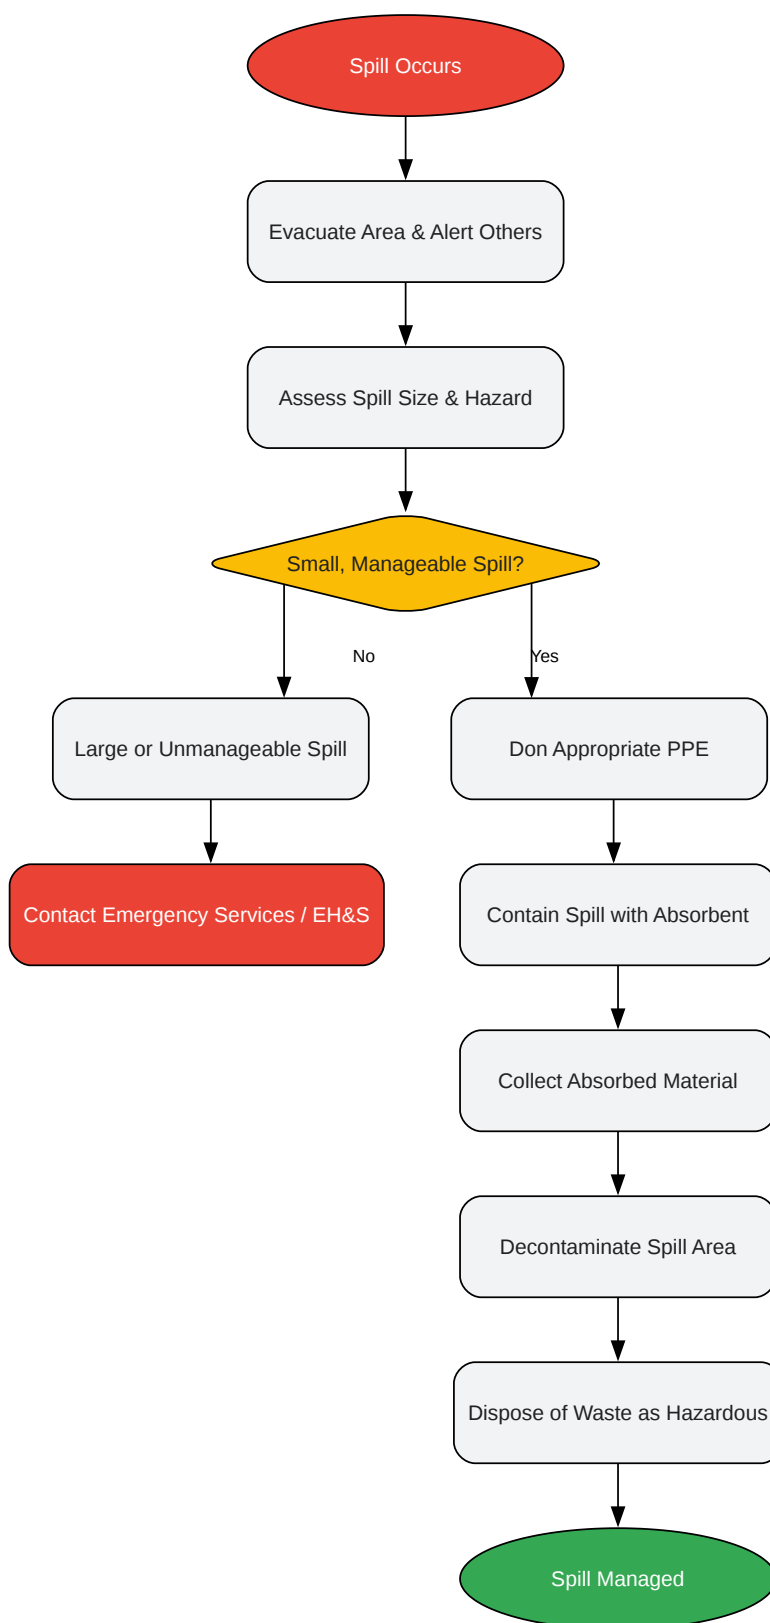 Spill Occurs
Evacuate Area & Alert Others
Assess Spill Size & Hazard
Small, Manageable Spill?
No
Yes
Large or Unmanageable Spill
Don Appropriate PPE
Contact Emergency Services / EH&S
Contain Spill with Absorbent
Collect Absorbed Material
Decontaminate Spill Area
Dispose of Waste as Hazardous
Spill Managed